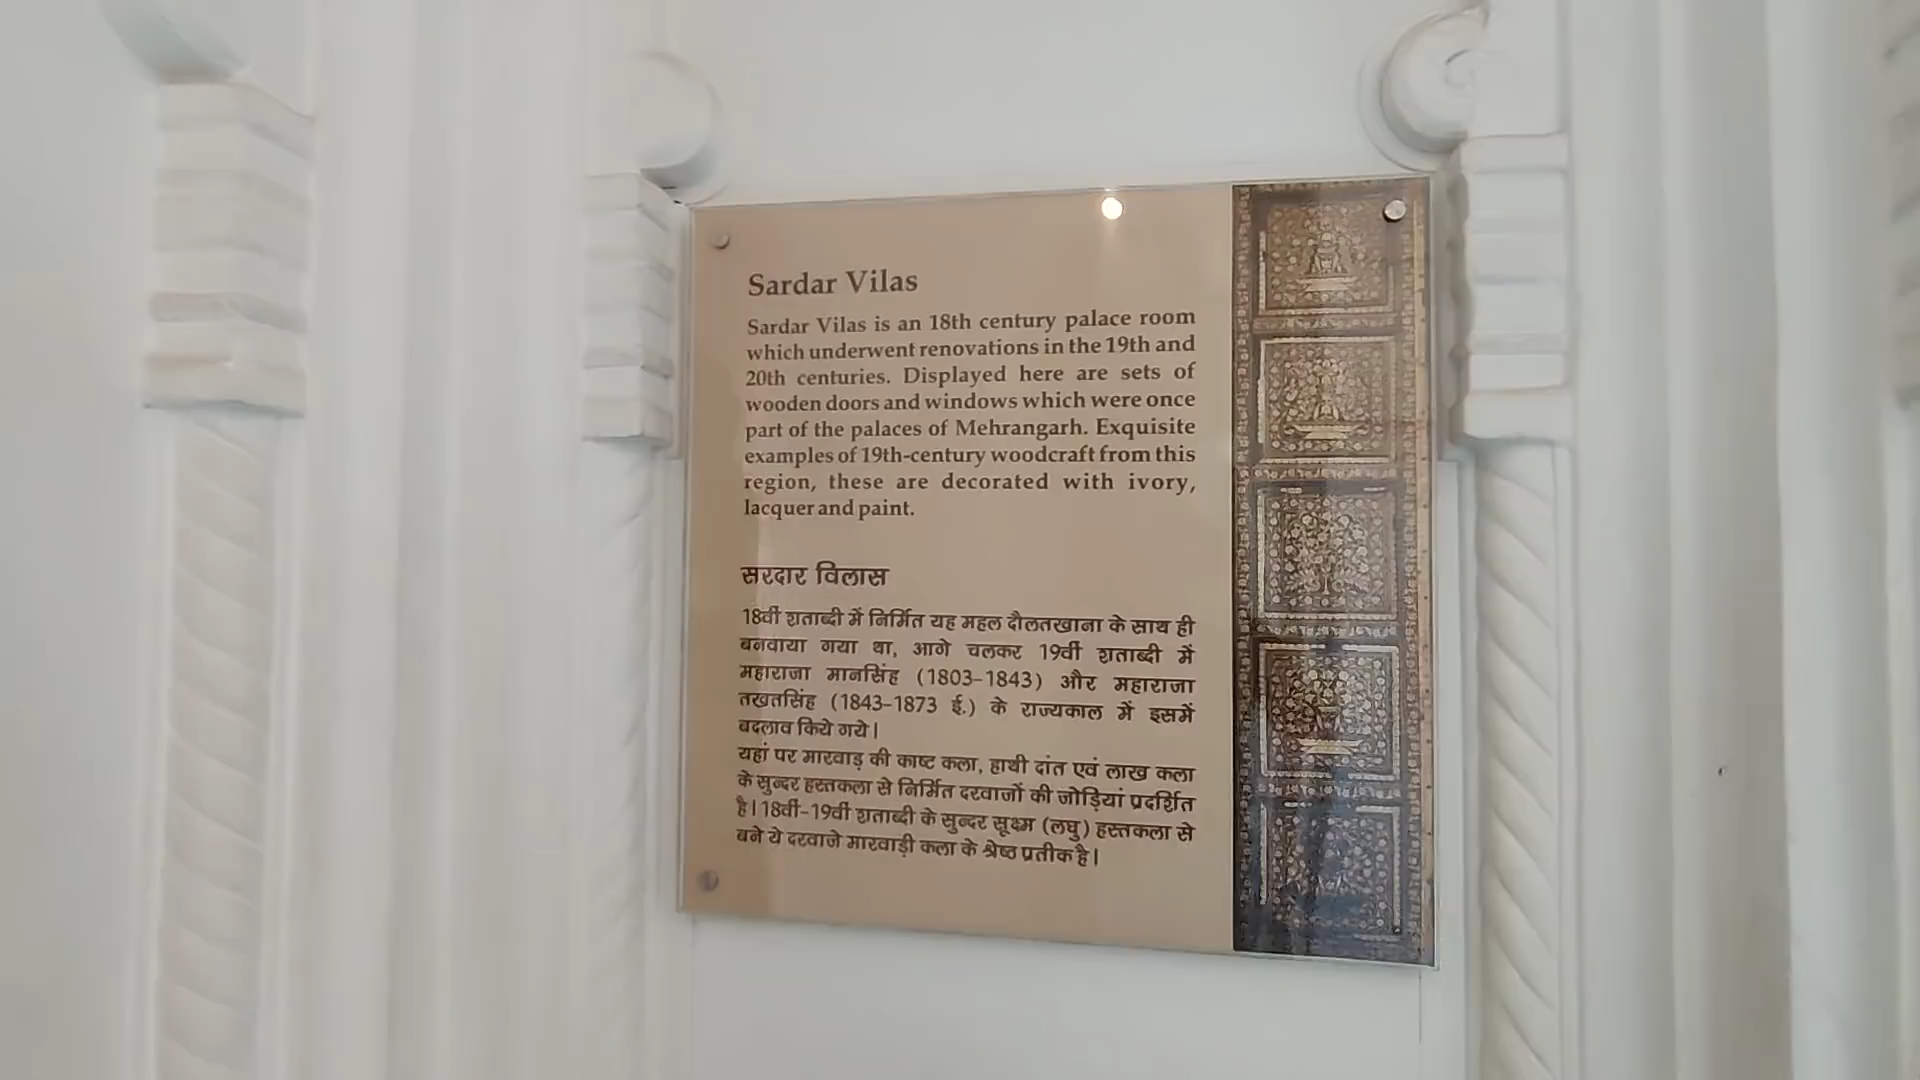 Sardar Vilas
Sardar Vilas is an 18th century palace room
which underwent renovations in the 19th and
20th centuries. Displayed here are sets of
wooden doors and windows which were once
part of the palaces of Mehrangarh. Exquisite
examples of 19th-century woodcraft from this
region, these are decorated with ivory,
lacquer and paint.
सरदार विलास
18वीं शताब्दी में निर्मित यह महल दौलतखाना के साथ ही
बनवाया गया था, आगे चलकर 19वीं शताब्दी में
महाराजा मानसिंह (1803-1843) और महाराजा
तखतसिंह (1843-1873 ई.) के राज्यकाल में इसमें
बदलाव किये गये।
यहां पर मारवाड़ की काष्ट कला, हाथी दांत एवं लाख कला
के सुन्दर हस्तकला से निर्मित दरवाजों की जोड़ियां प्रदर्शित
है। 18वीं-19वीं शताब्दी के सुन्दर सूक्ष्म (लघु) हस्तकला से
बने ये दरवाजे मारवाड़ी कला के श्रेष्ठ प्रतीक है।